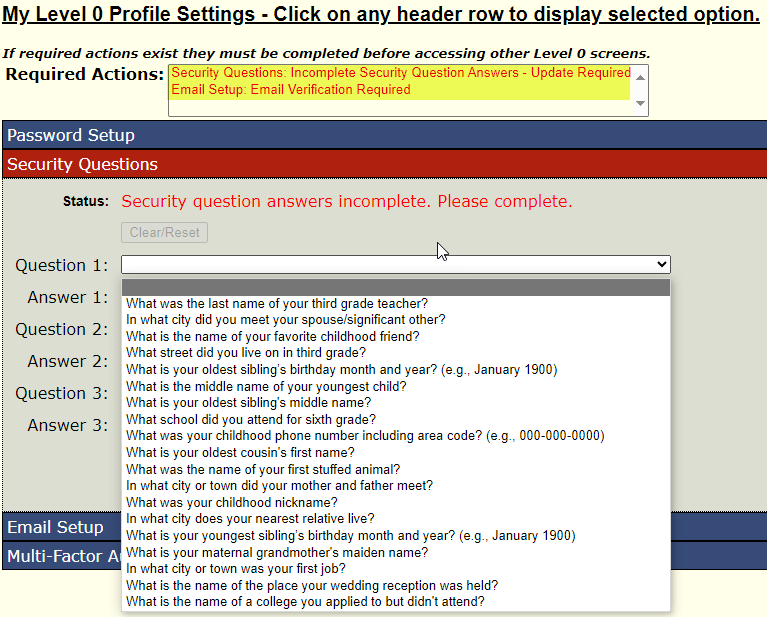 My Level 0 Profile Settings - Click on any header row to display selected option.
If required actions exist they must be completed before accessing other Level 0 screens.
Required Actions: Security Questions: Incomplete Security Question Answers - Update Required
Email Setup: Email Verification Required
Password Setup
Security Questions
Status: Security question answers incomplete. Please complete.
Clear/Reset
Question 1:
Answer 1:
Question 2:
Answer 2:
Question 3:
Answer 3:
What was the last name of your third grade teacher?
In what city did you meet your spouse/significant other?
What is the name of your favorite childhood friend?
What street did you live on in third grade?
What is your oldest sibling's birthday month and year? (e.g., January 1900)
What is the middle name of your youngest child?
What is your oldest sibling's middle name?
What school did you attend for sixth grade?
What was your childhood phone number including area code? (e.g., 000-000-0000)
What is your oldest cousin's first name?
What was the name of your first stuffed animal?
In what city or town did your mother and father meet?
What was your childhood nickname?
In what city does your nearest relative live?
What is your youngest sibling's birthday month and year? (e.g., January 1900)
What is your maternal grandmother's maiden name?
In what city or town was your first job?
What is the name of the place your wedding reception was held?
What is the name of a college you applied to but didn't attend?
Email Setup
Multi-Factor